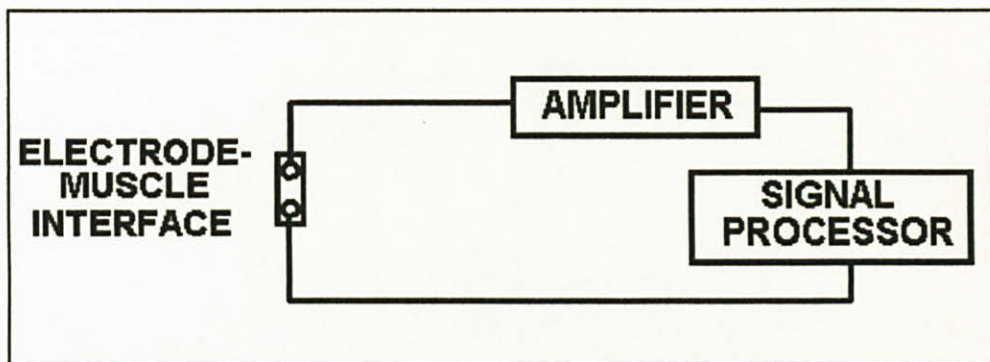 ELECTRODE-
MUSCLE
INTERFACE
AMPLIFIER
SIGNAL
PROCESSOR